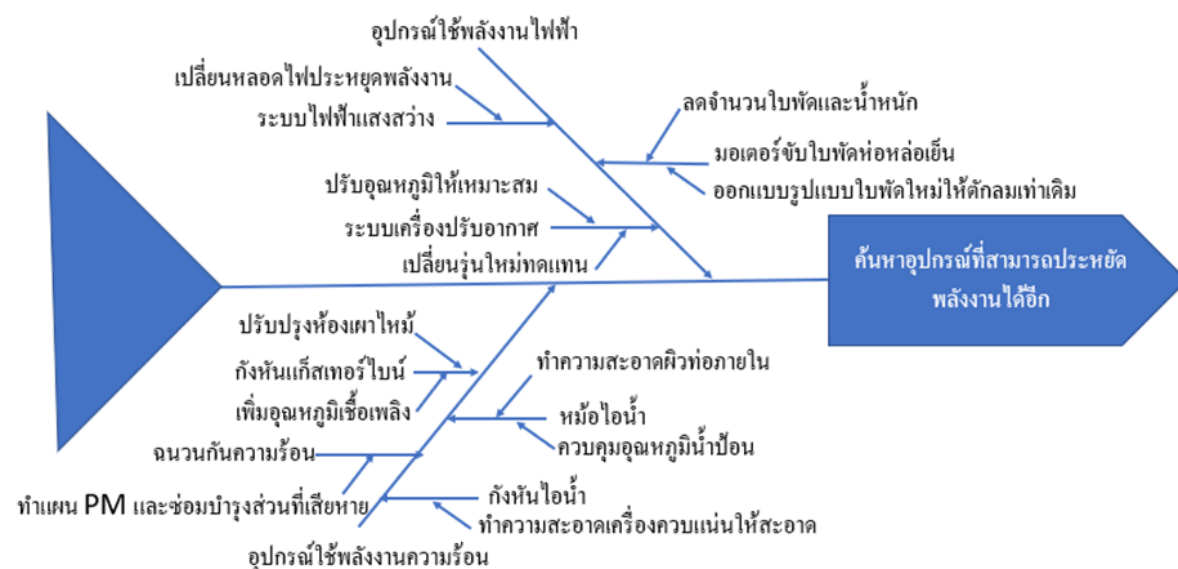 อุปกรณ์ใช้พลังงานไฟฟ้า
เปลี่ยนหลอดไฟประหยุดพลังงาน
ระบบไฟฟ้าแสงสว่าง
ลดจำนวนใบพัดและน้ำหนัก
มอเตอร์ขับใบพัดห่อหล่อเย็น
ออกแบบรูปแบบใบพัดใหม่ให้ตักลมเท่าเดิม
ปรับอุณหภูมิให้เหมาะสม
ระบบเครื่องปรับอากาศ
เปลี่ยนรุ่นใหม่ทดแทน
ค้นหาอุปกรณ์ที่สามารถประหยัด
พลังงานได้อีก
ปรับปรุงห้องเผาไหม้
กังหันแก็สเทอร์ไบน์
เพิ่มอุณหภูมิเชื้อเพลิง
ทำความสะอาดผิวท่อภายใน
หม้อไอน้ำ
ควบคุมอุณหภูมิน้ำป้อน
ฉนวนกันความร้อน
ทำแผน PM และซ่อมบำรุงส่วนที่เสียหาย
กังหันไอน้ำ
ทำความสะอาดเครื่องควบแน่นให้สะอาด
อุปกรณ์ใช้พลังงานความร้อน